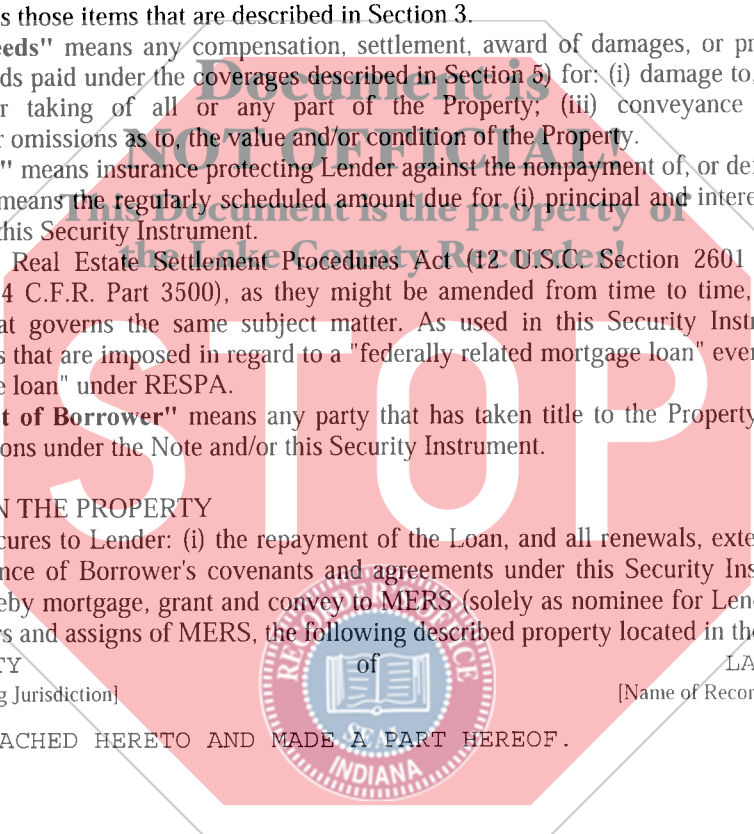 s those items that are described in Section 3.
eeds" means any compensation, settlement, award of damages, or pr
ds paid under the coverages described in Section 5) for: (i) damage to,
Document is
r taking of all or any part of the Property; (iii) conveyance
r omissions as to, the value and/or condition of the Property.
NOT OFFICIAL!
" means insurance protecting Lender against the nonpayment of, or de
means the regularly scheduled amount due for (i) principal and intere
This Document is the property of
this Security Instrument.
the Lake County Recorder!
Real Estate Settlement Procedures Act (12 U.S.C. Section 2601
4 C.F.R. Part 3500), as they might be amended from time to time,
at governs the same subject matter. As used in this Security Inst
s that are imposed in regard to a "federally related mortgage loan" ever
e loan" under RESPA.
t of Borrower" means any party that has taken title to the Property
ons under the Note and/or this Security Instrument.
STOP
N THE PROPERTY
cures to Lender: (i) the repayment of the Loan, and all renewals, exte
nce of Borrower's covenants and agreements under this Security Ins
eby mortgage, grant and convey to MERS (solely as nominee for Len
rs and assigns of MERS, the following described property located in th
TY of LA
g Jurisdiction] [Name of Recor
ACHED HERETO AND MADE A PART HEREOF.
RECORDER'S OFFICE
SEAL
INDIANA